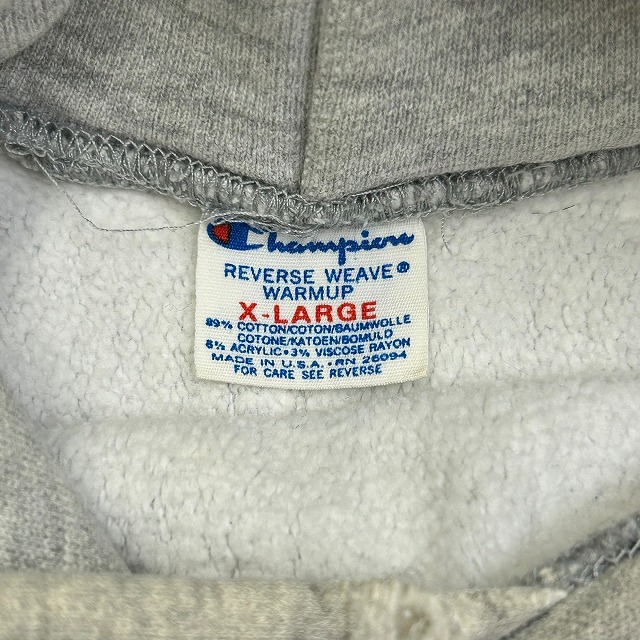 Champion
REVERSE WEAVE®
WARMUP
X-LARGE
89% COTTON/COTON/BAUMWOLLE
COTONE/KATOEN/BOMULD
8% ACRYLIC • 3% VISCOSE RAYON
MADE IN U.S.A. • RN 26094
FOR CARE SEE REVERSE